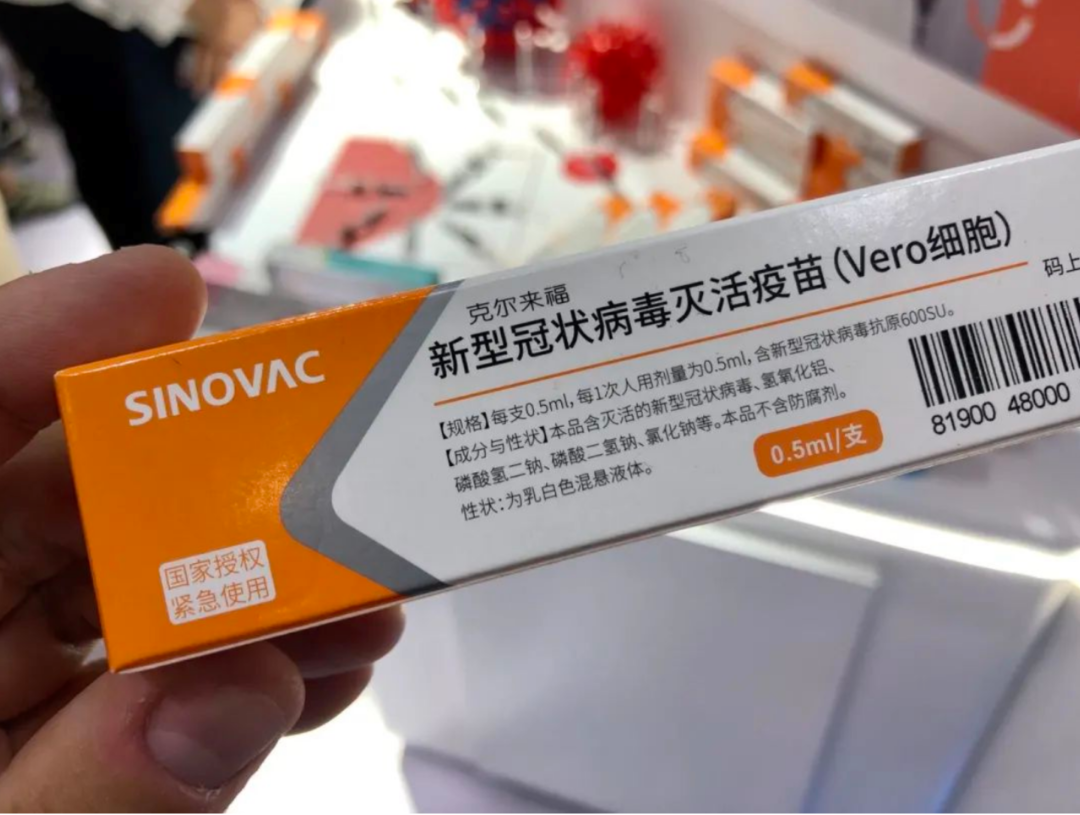 SINOVAC
国家授权
紧急使用
克尔来福
新型冠状病毒灭活疫苗(Vero细胞)
【规格】每支0.5ml,每1次人用剂量为0.5ml,含新型冠状病毒抗原600SU。
【成分与性状】本品含灭活的新型冠状病毒、氢氧化铝、
磷酸氢二钠、磷酸二氢钠、氯化钠等。本品不含防腐剂。
性状:为乳白色混悬液体。
0.5ml/支
码上
81900 48000